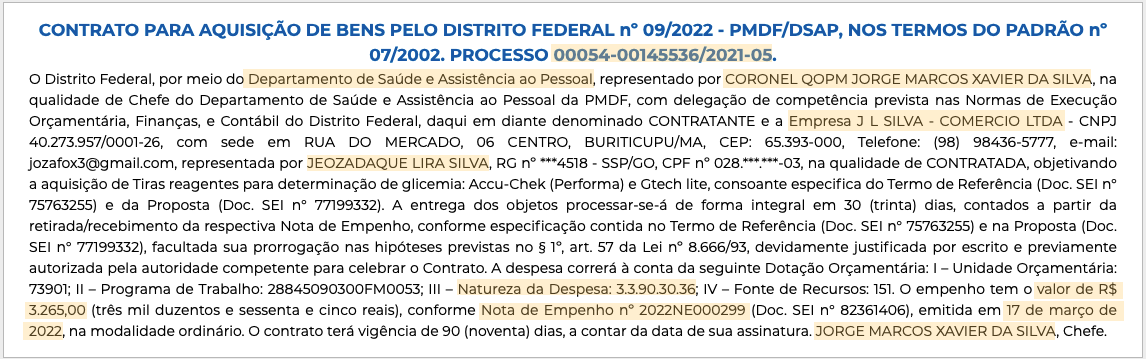 CONTRATO PARA AQUISIÇÃO DE BENS PELO DISTRITO FEDERAL nº 09/2022 - PMDF/DSAP, NOS TERMOS DO PADRÃO nº
07/2002. PROCESSO 00054-00145536/2021-05.
O Distrito Federal, por meio do Departamento de Saúde e Assistência ao Pessoal, representado por CORONEL QOPM JORGE MARCOS XAVIER DA SILVA, na
qualidade de Chefe do Departamento de Saúde e Assistência ao Pessoal da PMDF, com delegação de competência prevista nas Normas de Execução
Orçamentária, Finanças, e Contábil do Distrito Federal, daqui em diante denominado CONTRATANTE e a Empresa J L SILVA - COMERCIO LTDA - CNPJ
40.273.957/0001-26, com sede em RUA DO MERCADO, 06 CENTRO, BURITICUPU/MA, CEP: 65.393-000, Telefone: (98) 98436-5777, e-mail:
jozafox3@gmail.com, representada por JEOZADAQUE LIRA SILVA, RG nº ***4518 - SSP/GO, CPF nº 028.***.***-03, na qualidade de CONTRATADA, objetivando
a aquisição de Tiras reagentes para determinação de glicemia: Accu-Chek (Performa) e Gtech lite, consoante especifica do Termo de Referência (Doc. SEI nº
75763255) e da Proposta (Doc. SEI nº 77199332). A entrega dos objetos processar-se-á de forma integral em 30 (trinta) dias, contados a partir da
retirada/recebimento da respectiva Nota de Empenho, conforme especificação contida no Termo de Referência (Doc. SEI nº 75763255) e na Proposta (Doc.
SEI nº 77199332), facultada sua prorrogação nas hipóteses previstas no § 1º, art. 57 da Lei nº 8.666/93, devidamente justificada por escrito e previamente
autorizada pela autoridade competente para celebrar o Contrato. A despesa correrá à conta da seguinte Dotação Orçamentária: I – Unidade Orçamentária:
73901; II – Programa de Trabalho: 28845090300FM0053; III – Natureza da Despesa: 3.3.90.30.36; IV – Fonte de Recursos: 151. O empenho tem o valor de R$
3.265,00 (três mil duzentos e sessenta e cinco reais), conforme Nota de Empenho nº 2022NE000299 (Doc. SEI nº 82361406), emitida em 17 de março de
2022, na modalidade ordinário. O contrato terá vigência de 90 (noventa) dias, a contar da data de sua assinatura. JORGE MARCOS XAVIER DA SILVA, Chefe.